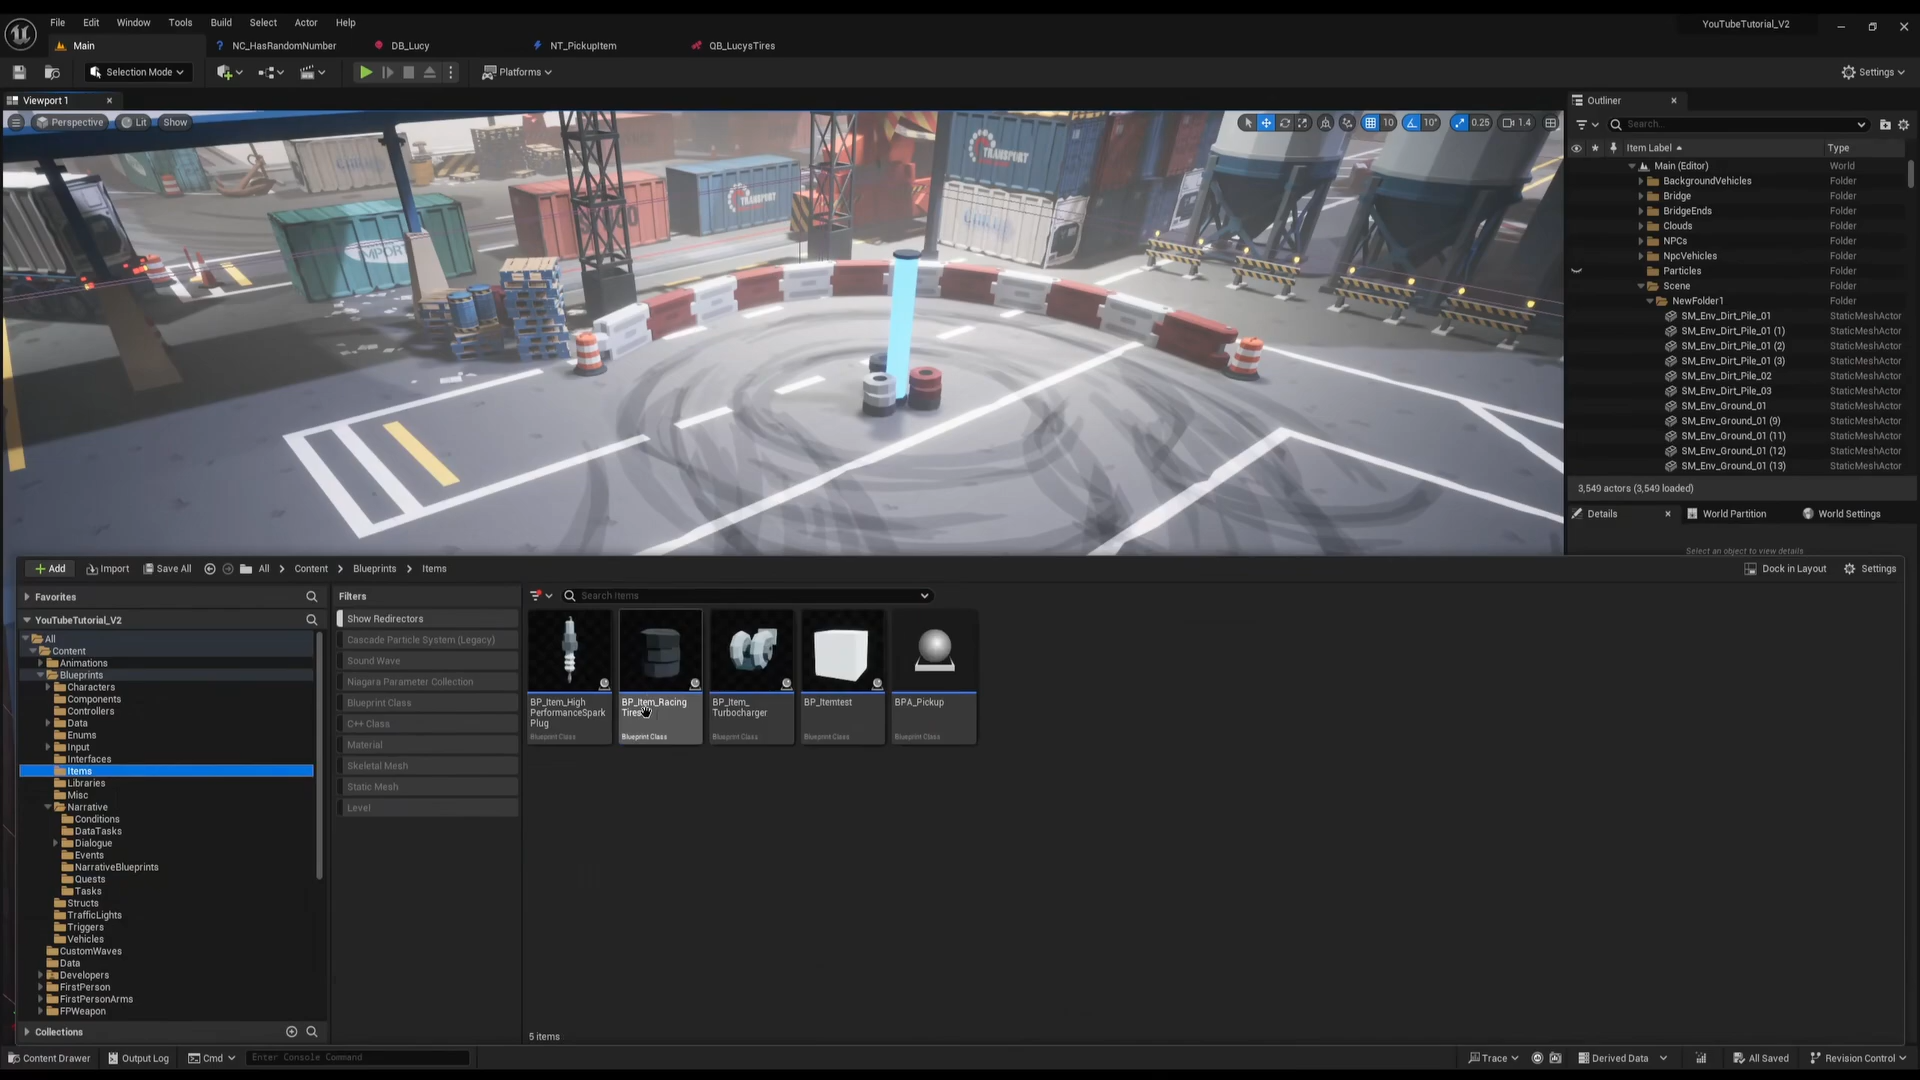 File Edit Window Tools Build Select Actor Help
YouTubeTutorial_V2
Main NC_HasRandomNumber DB_Lucy NT_PickupItem QB_LucysTires
Selection Mode Platforms Settings
Viewport 1
Perspective Lit Show
10 10° 0.25 1.4
TRANSPORT
TRANSPORT
IMPORT
Outliner
Search...
Item Label Type
Main (Editor) World
BackgroundVehicles Folder
Bridge Folder
BridgeEnds Folder
Clouds Folder
NPCs Folder
NpcVehicles Folder
Particles Folder
Scene Folder
NewFolder1 Folder
SM_Env_Dirt_Pile_01 StaticMeshActor
SM_Env_Dirt_Pile_01 (1) StaticMeshActor
SM_Env_Dirt_Pile_01 (2) StaticMeshActor
SM_Env_Dirt_Pile_01 (3) StaticMeshActor
SM_Env_Dirt_Pile_02 StaticMeshActor
SM_Env_Dirt_Pile_03 StaticMeshActor
SM_Env_Ground_01 StaticMeshActor
SM_Env_Ground_01 (9) StaticMeshActor
SM_Env_Ground_01 (11) StaticMeshActor
SM_Env_Ground_01 (12) StaticMeshActor
SM_Env_Ground_01 (13) StaticMeshActor
3,549 actors (3,549 loaded)
Details World Partition World Settings
Select an object to view details
Add Import Save All All Content Blueprints Items
Dock in Layout Settings
Favorites
YouTubeTutorial_V2
All
Content
Animations
Blueprints
Characters
Components
Controllers
Data
Enums
Input
Interfaces
Items
Libraries
Misc
Narrative
Conditions
DataTasks
Dialogue
Events
NarrativeBlueprints
Quests
Tasks
Structs
TrafficLights
Triggers
Vehicles
CustomWaves
Data
Developers
FirstPerson
FirstPersonArms
FPWeapon
Collections
Filters
Show Redirectors
Cascade Particle System (Legacy)
Sound Wave
Niagara Parameter Collection
Blueprint Class
C++ Class
Material
Skeletal Mesh
Static Mesh
Level
Search Items
BP_Item_High
PerformanceSpark
Plug
Blueprint Class
BP_Item_Racing
Tires
Blueprint Class
BP_Item_
Turbocharger
Blueprint Class
BP_Itemtest
Blueprint Class
BPA_Pickup
Blueprint Class
5 items
Content Drawer Output Log Cmd Enter Console Command
Trace Derived Data All Saved Revision Control